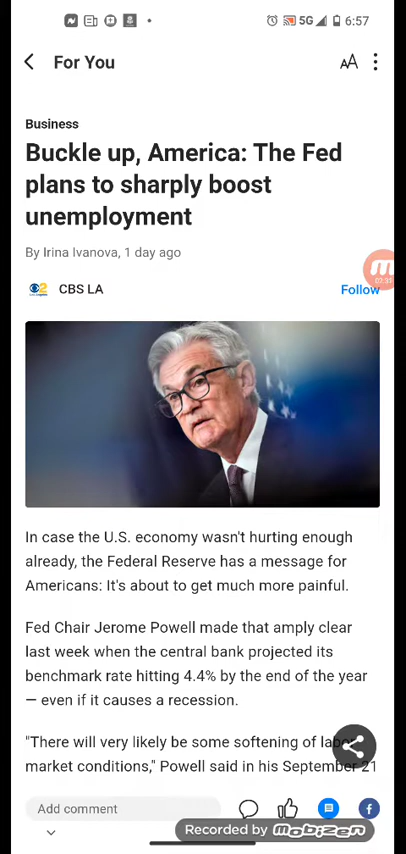 5G 6:57
For You
AA
Business
Buckle up, America: The Fed
plans to sharply boost
unemployment
By Irina Ivanova, 1 day ago
CBS LA
Follow
In case the U.S. economy wasn't hurting enough
already, the Federal Reserve has a message for
Americans: It's about to get much more painful.
Fed Chair Jerome Powell made that amply clear
last week when the central bank projected its
benchmark rate hitting 4.4% by the end of the year
— even if it causes a recession.
"There will very likely be some softening of labor
market conditions," Powell said in his September 21
Add comment
Recorded by mobizen